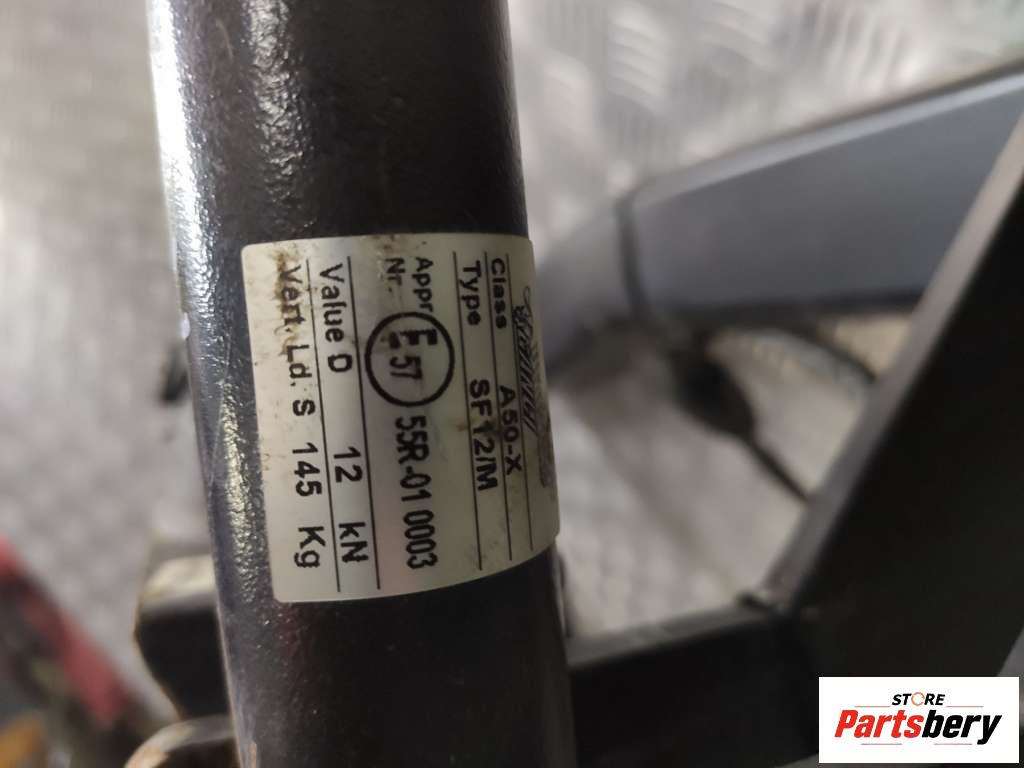 Class A50-X
Type SF12/M
Appr.
Nr. E 57 55R-01 0003
Value D 12 kN
Vert. Ld. S 145 Kg
STORE
Partsbery